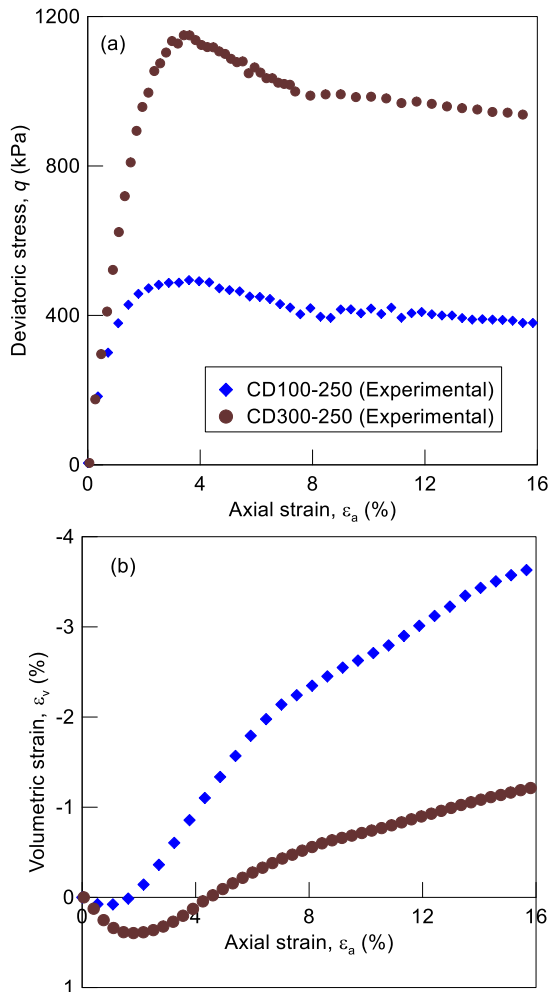 1200
(a)
800
400
0
Deviatoric stress, q (kPa)
CD100-250 (Experimental)
CD300-250 (Experimental)
0 4 8 12 16
Axial strain, εa (%)
-4
(b)
-3
-2
-1
0
1
Volumetric strain, εv (%)
0 4 8 12 16
Axial strain, εa (%)